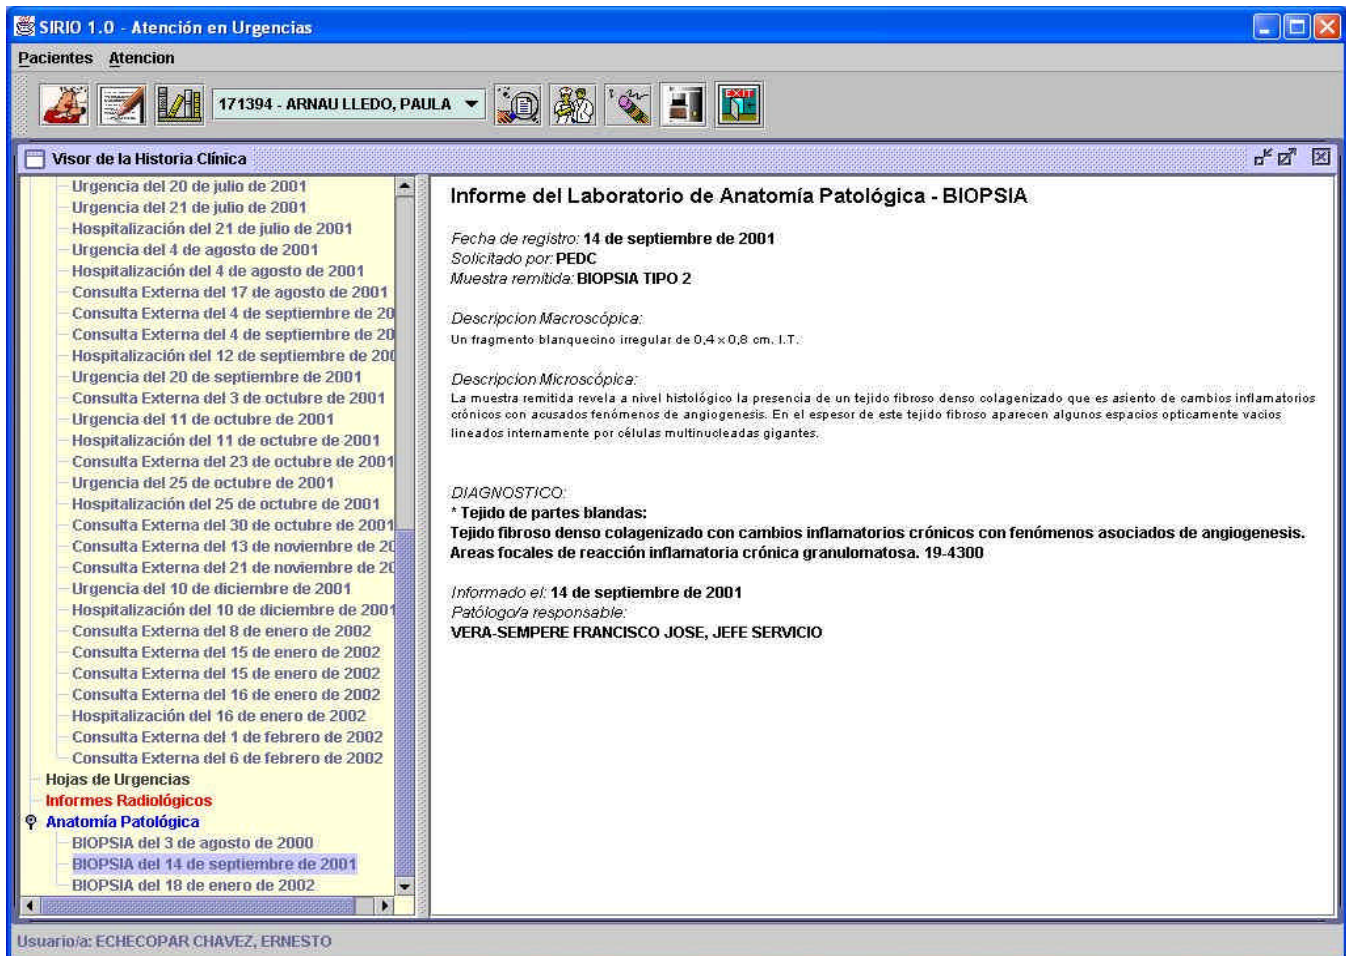 SIRIO 1.0 - Atención en Urgencias
Pacientes Atencion
171394 - ARNAU LLEDO, PAULA
EXIT
Visor de la Historia Clínica
Urgencia del 20 de julio de 2001
Urgencia del 21 de julio de 2001
Hospitalización del 21 de julio de 2001
Urgencia del 4 de agosto de 2001
Hospitalización del 4 de agosto de 2001
Consulta Externa del 17 de agosto de 2001
Consulta Externa del 4 de septiembre de 20
Consulta Externa del 4 de septiembre de 20
Hospitalización del 12 de septiembre de 200
Urgencia del 20 de septiembre de 2001
Consulta Externa del 3 de octubre de 2001
Urgencia del 11 de octubre de 2001
Hospitalización del 11 de octubre de 2001
Consulta Externa del 23 de octubre de 2001
Urgencia del 25 de octubre de 2001
Hospitalización del 25 de octubre de 2001
Consulta Externa del 30 de octubre de 2001
Consulta Externa del 13 de noviembre de 20
Consulta Externa del 21 de noviembre de 20
Urgencia del 10 de diciembre de 2001
Hospitalización del 10 de diciembre de 2001
Consulta Externa del 8 de enero de 2002
Consulta Externa del 15 de enero de 2002
Consulta Externa del 15 de enero de 2002
Consulta Externa del 16 de enero de 2002
Hospitalización del 16 de enero de 2002
Consulta Externa del 1 de febrero de 2002
Consulta Externa del 6 de febrero de 2002
Hojas de Urgencias
Informes Radiológicos
Anatomía Patológica
BIOPSIA del 3 de agosto de 2000
BIOPSIA del 14 de septiembre de 2001
BIOPSIA del 18 de enero de 2002
Informe del Laboratorio de Anatomía Patológica - BIOPSIA
Fecha de registro: 14 de septiembre de 2001
Solicitado por: PEDC
Muestra remitida: BIOPSIA TIPO 2
Descripcion Macroscópica:
Un fragmento blanquecino irregular de 0,4 x 0,8 cm. I.T.
Descripcion Microscópica:
La muestra remitida revela a nivel histológico la presencia de un tejido fibroso denso colagenizado que es asiento de cambios inflamatorios
crónicos con acusados fenómenos de angiogenesis. En el espesor de este tejido fibroso aparecen algunos espacios opticamente vacios
lineados internamente por células multinucleadas gigantes.
DIAGNOSTICO:
* Tejido de partes blandas:
Tejido fibroso denso colagenizado con cambios inflamatorios crónicos con fenómenos asociados de angiogenesis.
Areas focales de reacción inflamatoria crónica granulomatosa. 19-4300
Informado el: 14 de septiembre de 2001
Patólogo/a responsable:
VERA-SEMPERE FRANCISCO JOSE, JEFE SERVICIO
Usuario/a: ECHECOPAR CHAVEZ, ERNESTO